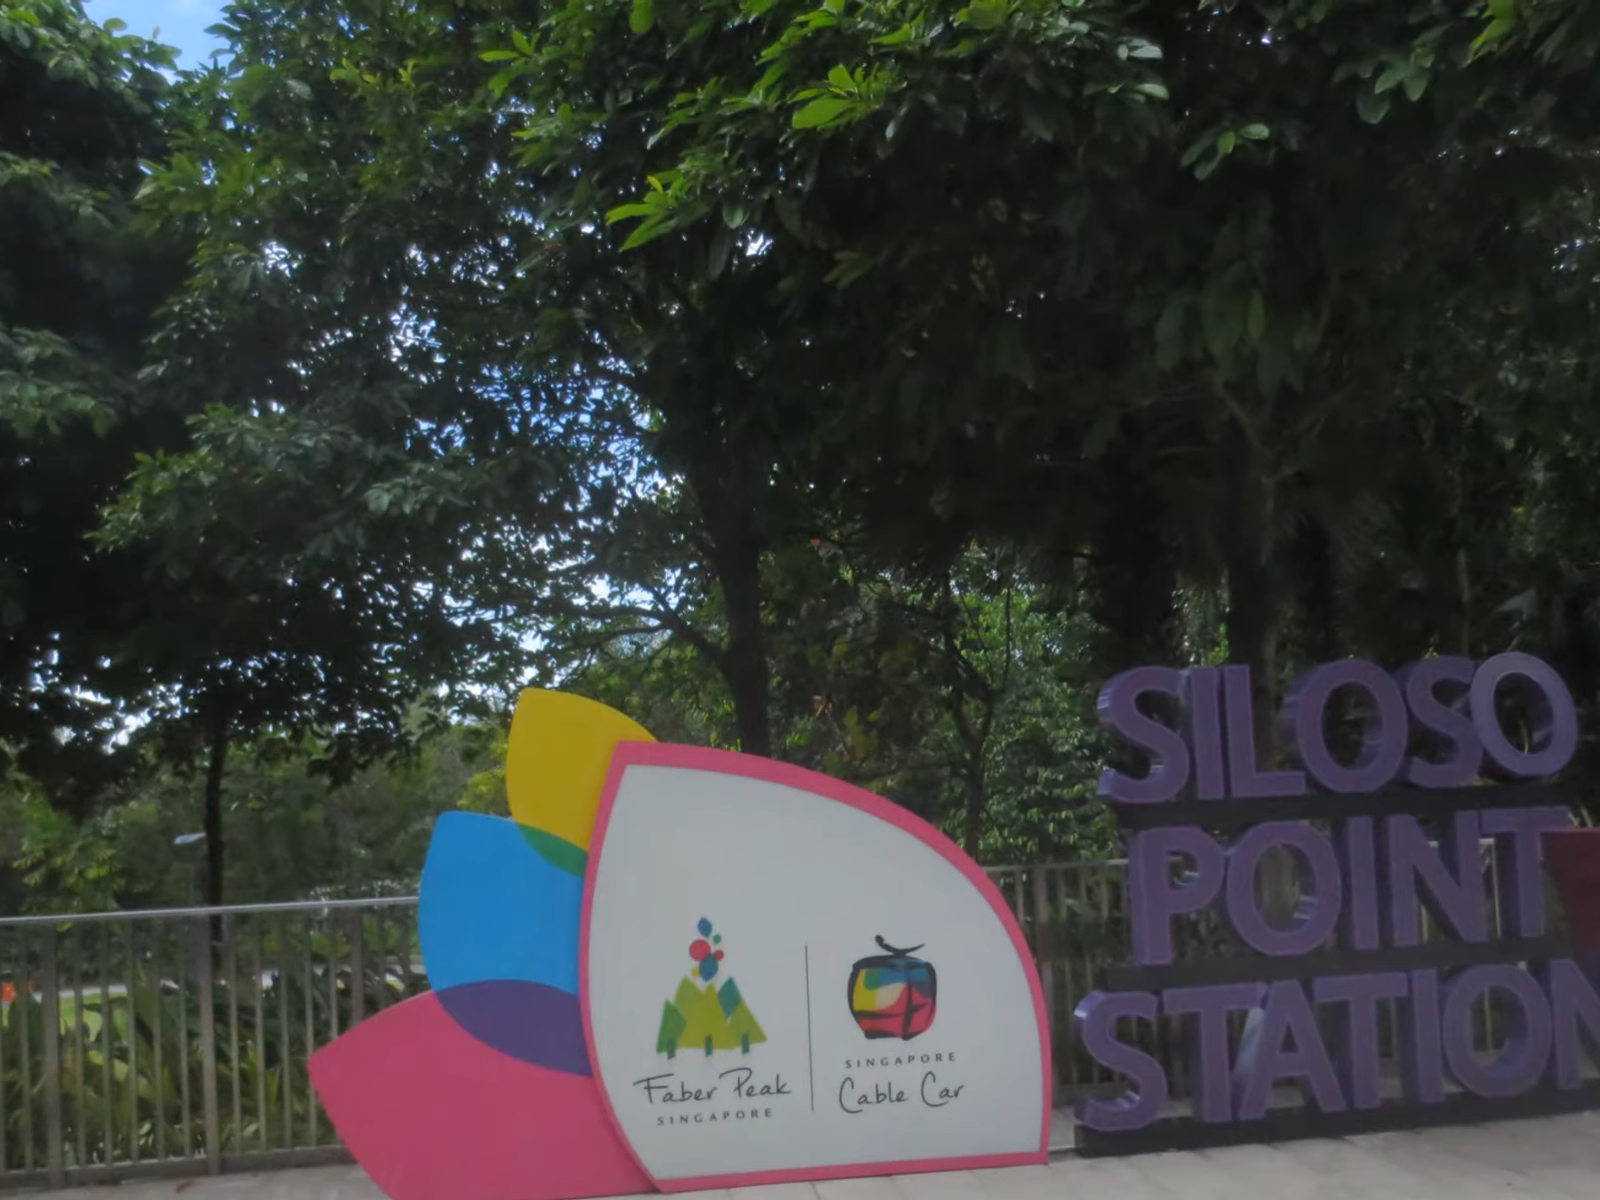 SILOSO
POINT
STATION
Faber Peak
SINGAPORE
SINGAPORE
Cable Car